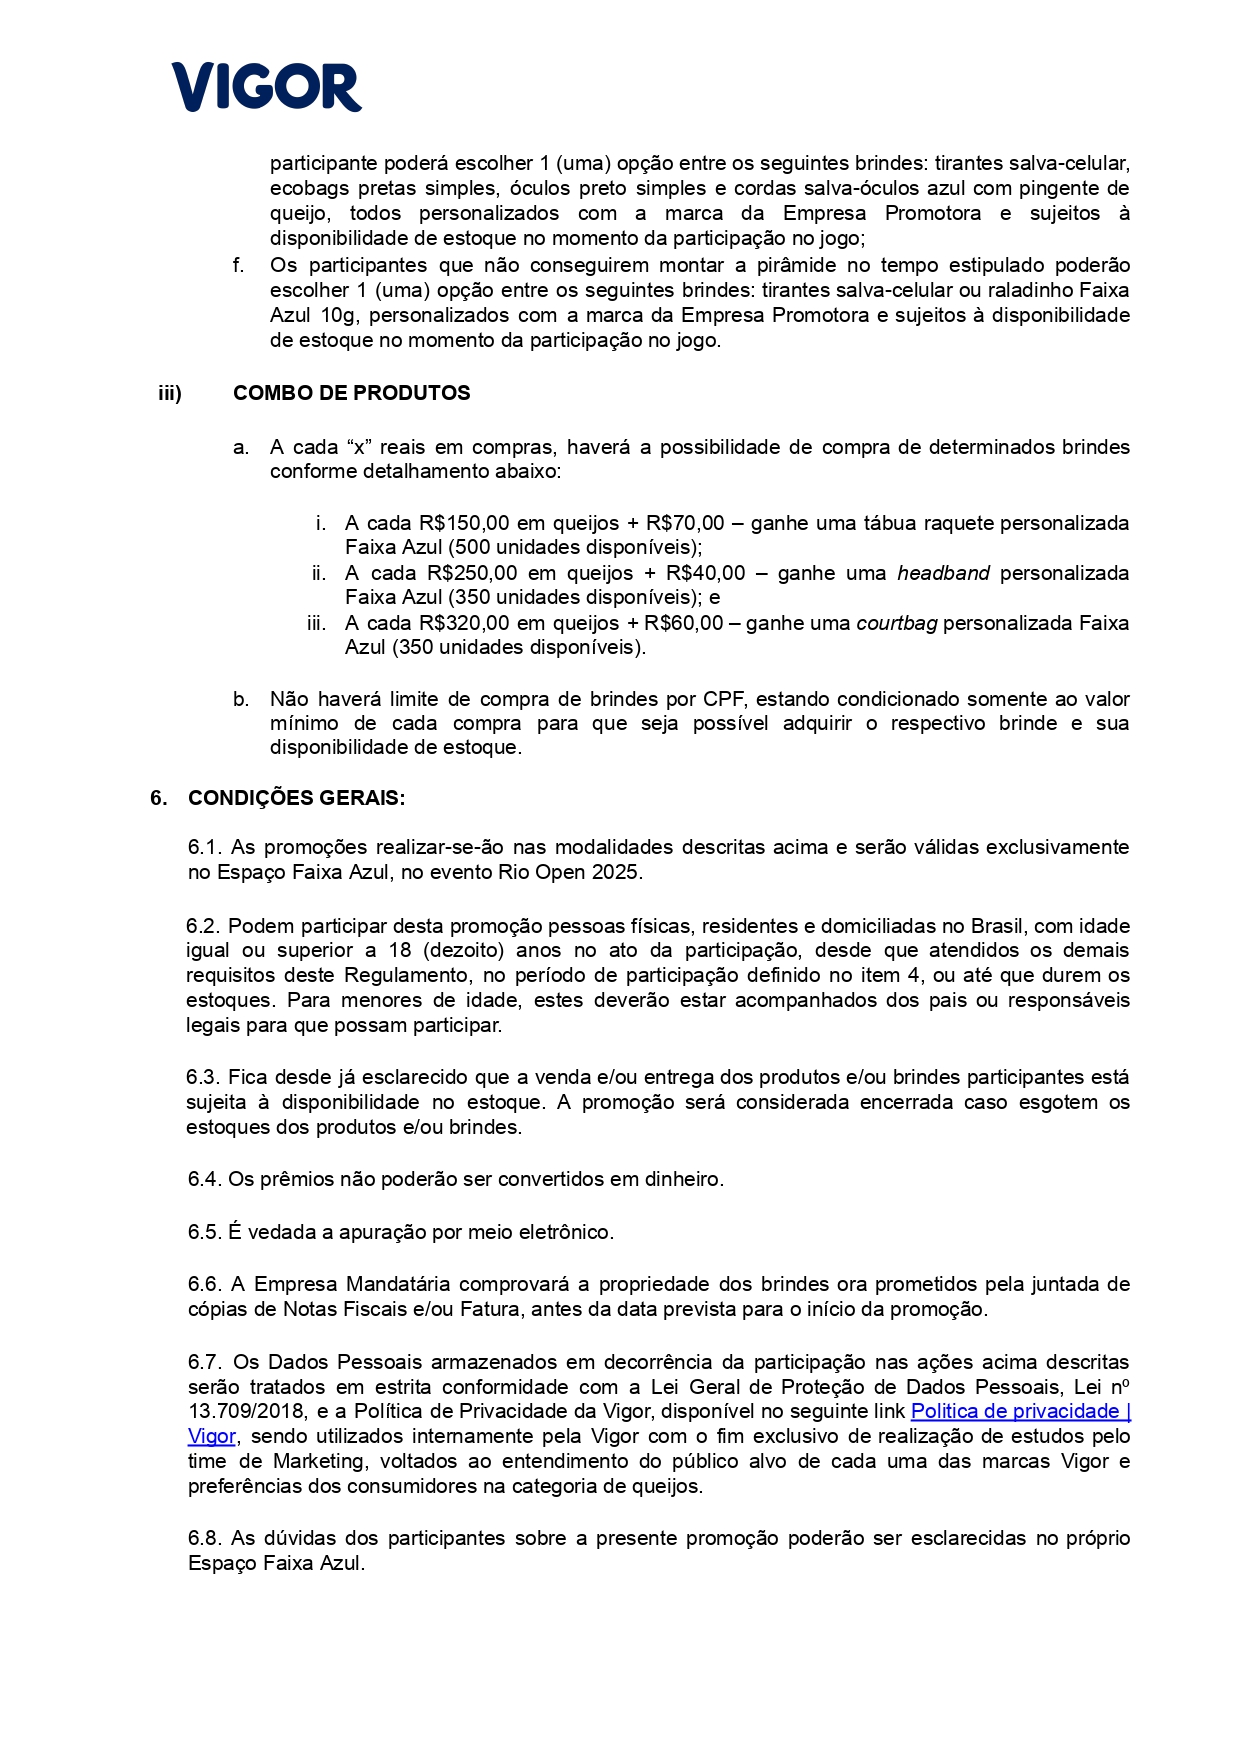 VIGOR
participante poderá escolher 1 (uma) opção entre os seguintes brindes: tirantes salva-celular,
ecobags pretas simples, óculos preto simples e cordas salva-óculos azul com pingente de
queijo, todos personalizados com a marca da Empresa Promotora e sujeitos à
disponibilidade de estoque no momento da participação no jogo;
f. Os participantes que não conseguirem montar a pirâmide no tempo estipulado poderão
escolher 1 (uma) opção entre os seguintes brindes: tirantes salva-celular ou raladinho Faixa
Azul 10g, personalizados com a marca da Empresa Promotora e sujeitos à disponibilidade
de estoque no momento da participação no jogo.
iii) COMBO DE PRODUTOS
a. A cada “x” reais em compras, haverá a possibilidade de compra de determinados brindes
conforme detalhamento abaixo:
i. A cada R$150,00 em queijos + R$70,00 – ganhe uma tábua raquete personalizada
Faixa Azul (500 unidades disponíveis);
ii. A cada R$250,00 em queijos + R$40,00 – ganhe uma headband personalizada
Faixa Azul (350 unidades disponíveis); e
iii. A cada R$320,00 em queijos + R$60,00 – ganhe uma courtbag personalizada Faixa
Azul (350 unidades disponíveis).
b. Não haverá limite de compra de brindes por CPF, estando condicionado somente ao valor
mínimo de cada compra para que seja possível adquirir o respectivo brinde e sua
disponibilidade de estoque.
6. CONDIÇÕES GERAIS:
6.1. As promoções realizar-se-ão nas modalidades descritas acima e serão válidas exclusivamente
no Espaço Faixa Azul, no evento Rio Open 2025.
6.2. Podem participar desta promoção pessoas físicas, residentes e domiciliadas no Brasil, com idade
igual ou superior a 18 (dezoito) anos no ato da participação, desde que atendidos os demais
requisitos deste Regulamento, no período de participação definido no item 4, ou até que durem os
estoques. Para menores de idade, estes deverão estar acompanhados dos pais ou responsáveis
legais para que possam participar.
6.3. Fica desde já esclarecido que a venda e/ou entrega dos produtos e/ou brindes participantes está
sujeita à disponibilidade no estoque. A promoção será considerada encerrada caso esgotem os
estoques dos produtos e/ou brindes.
6.4. Os prêmios não poderão ser convertidos em dinheiro.
6.5. É vedada a apuração por meio eletrônico.
6.6. A Empresa Mandatária comprovará a propriedade dos brindes ora prometidos pela juntada de
cópias de Notas Fiscais e/ou Fatura, antes da data prevista para o início da promoção.
6.7. Os Dados Pessoais armazenados em decorrência da participação nas ações acima descritas
serão tratados em estrita conformidade com a Lei Geral de Proteção de Dados Pessoais, Lei nº
13.709/2018, e a Política de Privacidade da Vigor, disponível no seguinte link Politica de privacidade |
Vigor, sendo utilizados internamente pela Vigor com o fim exclusivo de realização de estudos pelo
time de Marketing, voltados ao entendimento do público alvo de cada uma das marcas Vigor e
preferências dos consumidores na categoria de queijos.
6.8. As dúvidas dos participantes sobre a presente promoção poderão ser esclarecidas no próprio
Espaço Faixa Azul.